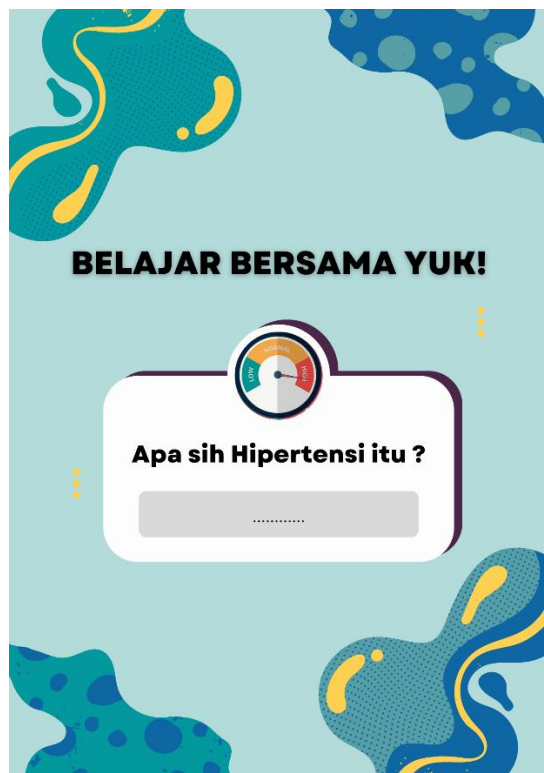 BELAJAR BERSAMA YUK!
LOW
NORMAL
HIGH
Apa sih Hipertensi itu ?
............